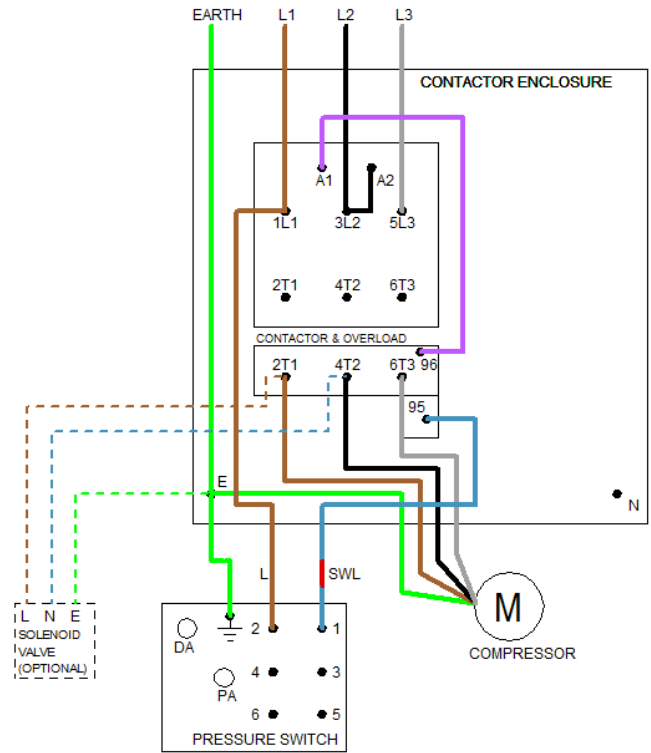 EARTH L1 L2 L3
CONTACTOR ENCLOSURE
A1 A2
1L1 3L2 5L3
2T1 4T2 6T3
CONTACTOR & OVERLOAD
2T1 4T2 6T3 96
95
E
N
L SWL
L N E
SOLENOID
VALVE
(OPTIONAL)
DA 2 1
4 3
PA
6 5
PRESSURE SWITCH
M
COMPRESSOR